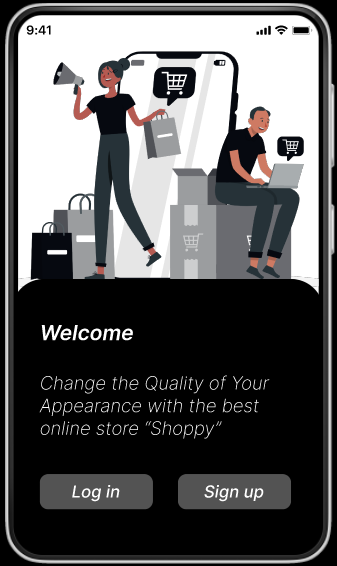 9:41
Welcome
Change the Quality of Your
Appearance with the best
online store “Shoppy”
Log in
Sign up